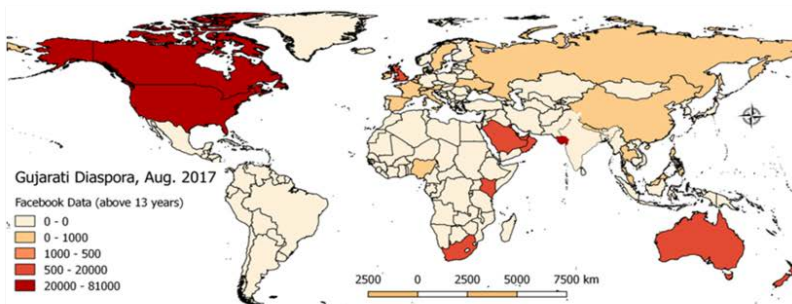 Gujarati Diaspora, Aug. 2017
Facebook Data (above 13 years)
0 - 0
0 - 1000
1000 - 500
500 - 20000
20000 - 81000
2500 0 2500 5000 7500 km